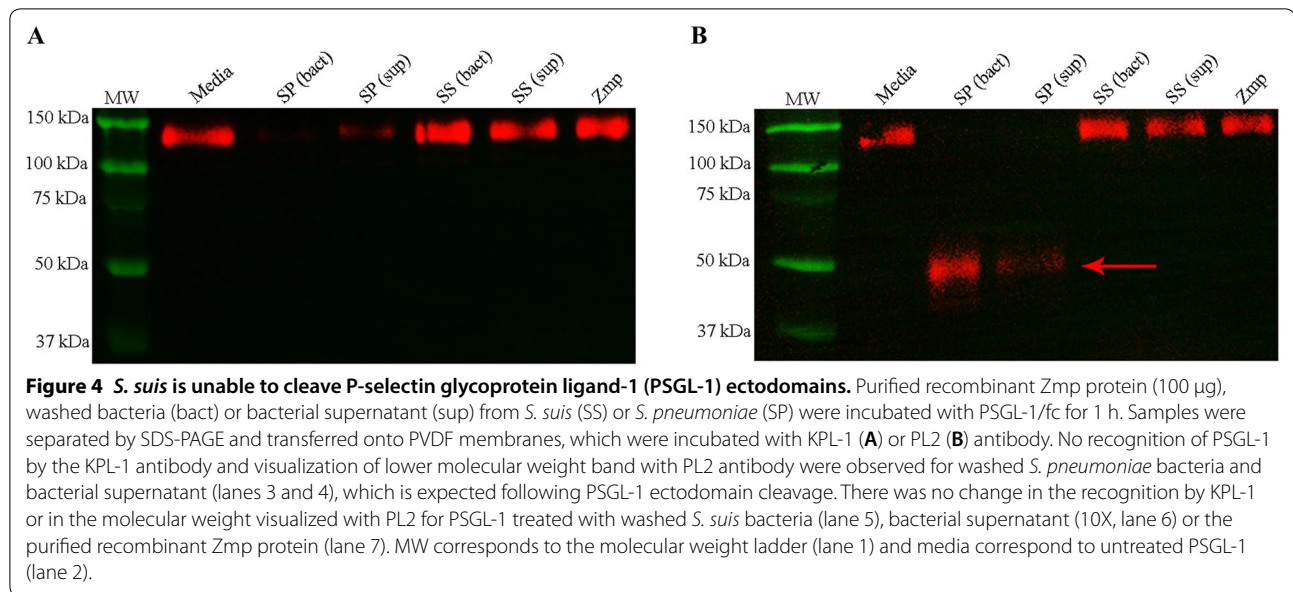 A
B
MW Media SP (bact) SP (sup) SS (bact) SS (sup) Zmp
MW Media SP (bact) SP (sup) SS (bact) SS (sup) Zmp
150 kDa
100 kDa
75 kDa
50 kDa
37 kDa
150 kDa
100 kDa
75 kDa
50 kDa
37 kDa
Figure 4 S. suis is unable to cleave P-selectin glycoprotein ligand-1 (PSGL-1) ectodomains. Purified recombinant Zmp protein (100 µg),
washed bacteria (bact) or bacterial supernatant (sup) from S. suis (SS) or S. pneumoniae (SP) were incubated with PSGL-1/fc for 1 h. Samples were
separated by SDS-PAGE and transferred onto PVDF membranes, which were incubated with KPL-1 (A) or PL2 (B) antibody. No recognition of PSGL-1
by the KPL-1 antibody and visualization of lower molecular weight band with PL2 antibody were observed for washed S. pneumoniae bacteria and
bacterial supernatant (lanes 3 and 4), which is expected following PSGL-1 ectodomain cleavage. There was no change in the recognition by KPL-1
or in the molecular weight visualized with PL2 for PSGL-1 treated with washed S. suis bacteria (lane 5), bacterial supernatant (10X, lane 6) or the
purified recombinant Zmp protein (lane 7). MW corresponds to the molecular weight ladder (lane 1) and media correspond to untreated PSGL-1
(lane 2).